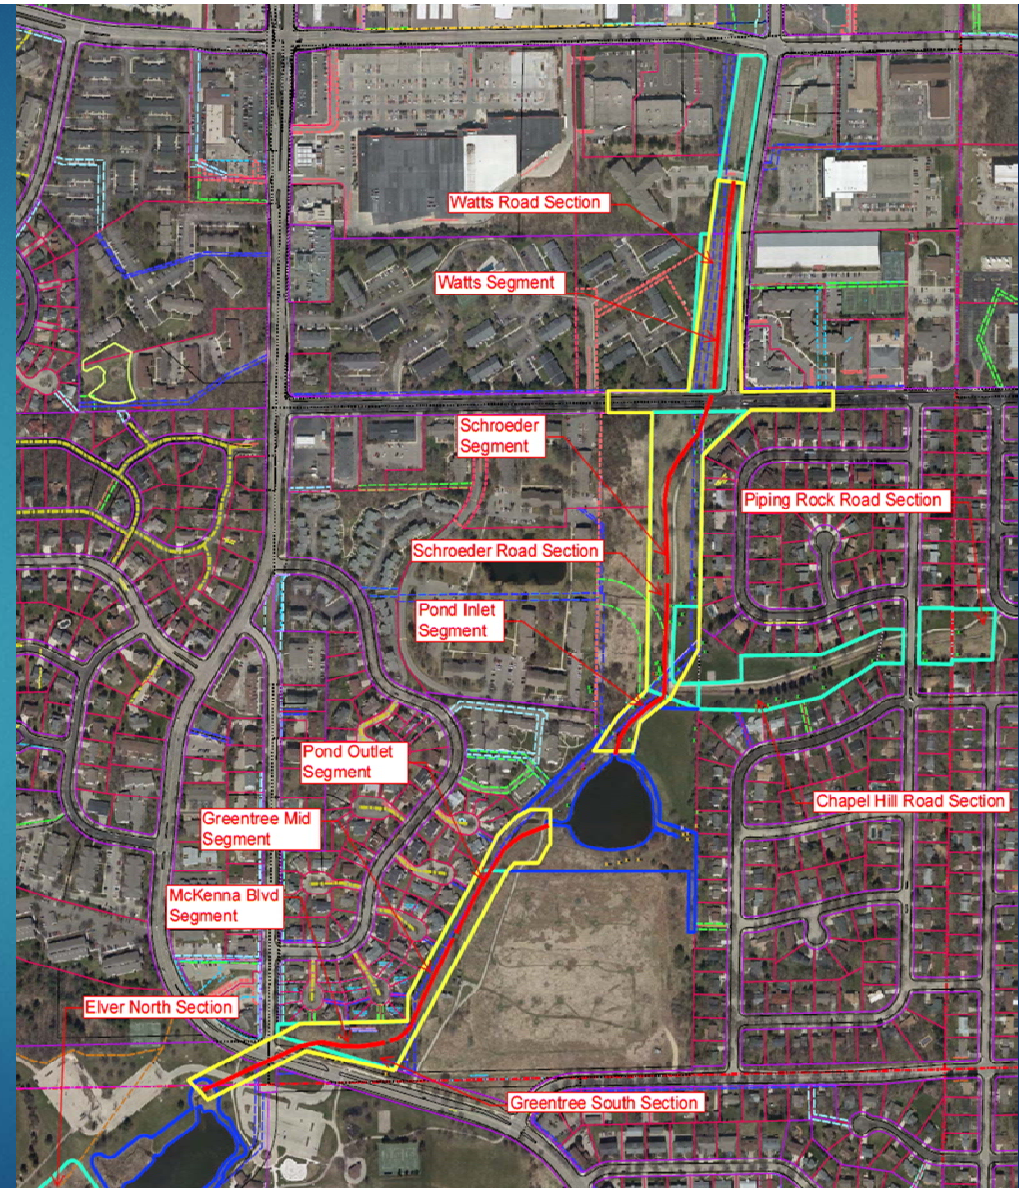 Watts Road Section
Watts Segment
Schroeder
Segment
Piping Rock Road Section
Schroeder Road Section
Pond Inlet
Segment
Pond Outlet
Segment
Chapel Hill Road Section
Greentree Mid
Segment
McKenna Blvd
Segment
Elver North Section
Greentree South Section